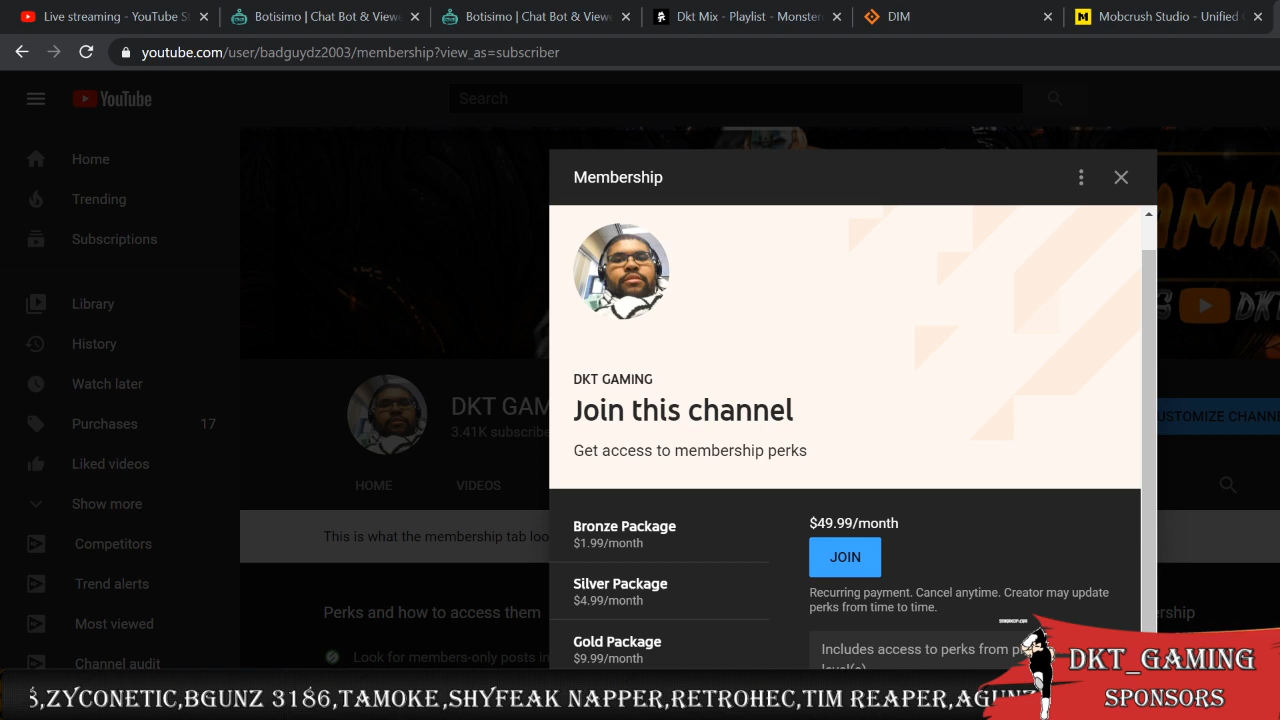 Live streaming - YouTube St
Botisimo | Chat Bot & Viewe
Botisimo | Chat Bot & Viewe
Dkt Mix - Playlist - Monster
DIM
Mobcrush Studio - Unified
youtube.com/user/badguydz2003/membership?view_as=subscriber
YouTube
Search
Home
Trending
Subscriptions
Library
History
Watch later
Purchases 17
Liked videos
Show more
Competitors
Trend alerts
Most viewed
Channel audit
DKT GAM
3.41K subscribe
USTOMIZE CHANN
HOME VIDEOS
This is what the membership tab loo
Perks and how to access them
Look for members-only posts in
Membership
DKT GAMING
Join this channel
Get access to membership perks
Bronze Package
$1.99/month
Silver Package
$4.99/month
Gold Package
$9.99/month
$49.99/month
JOIN
Recurring payment. Cancel anytime. Creator may update
perks from time to time.
Includes access to perks from p
level(s)
DKT_GAMING
SPONSORS
,ZYCONETIC,BGUNZ 3186,TAMOKE,SHYFEAK NAPPER,RETROHEC,TIM REAPER,AGUNZ